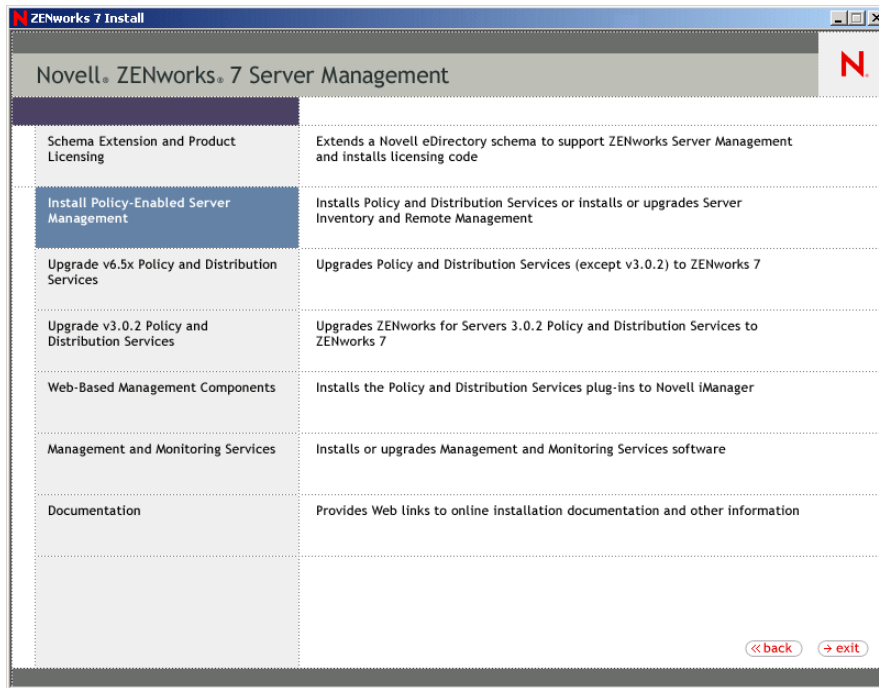 ZENworks 7 Install
Novell® ZENworks® 7 Server Management
N
Schema Extension and Product
Licensing
Extends a Novell eDirectory schema to support ZENworks Server Management
and installs licensing code
Install Policy-Enabled Server
Management
Installs Policy and Distribution Services or installs or upgrades Server
Inventory and Remote Management
Upgrade v6.5x Policy and Distribution
Services
Upgrades Policy and Distribution Services (except v3.0.2) to ZENworks 7
Upgrade v3.0.2 Policy and
Distribution Services
Upgrades ZENworks for Servers 3.0.2 Policy and Distribution Services to
ZENworks 7
Web-Based Management Components
Installs the Policy and Distribution Services plug-ins to Novell iManager
Management and Monitoring Services
Installs or upgrades Management and Monitoring Services software
Documentation
Provides Web links to online installation documentation and other information
back
exit